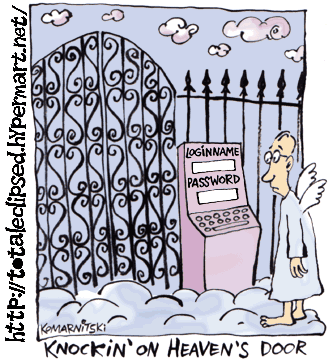 http://totaleclipsed.hypermart.net/
LOGINNAME
PASSWORD
KOMARNITSKI
KNOCKIN' ON HEAVEN'S DOOR